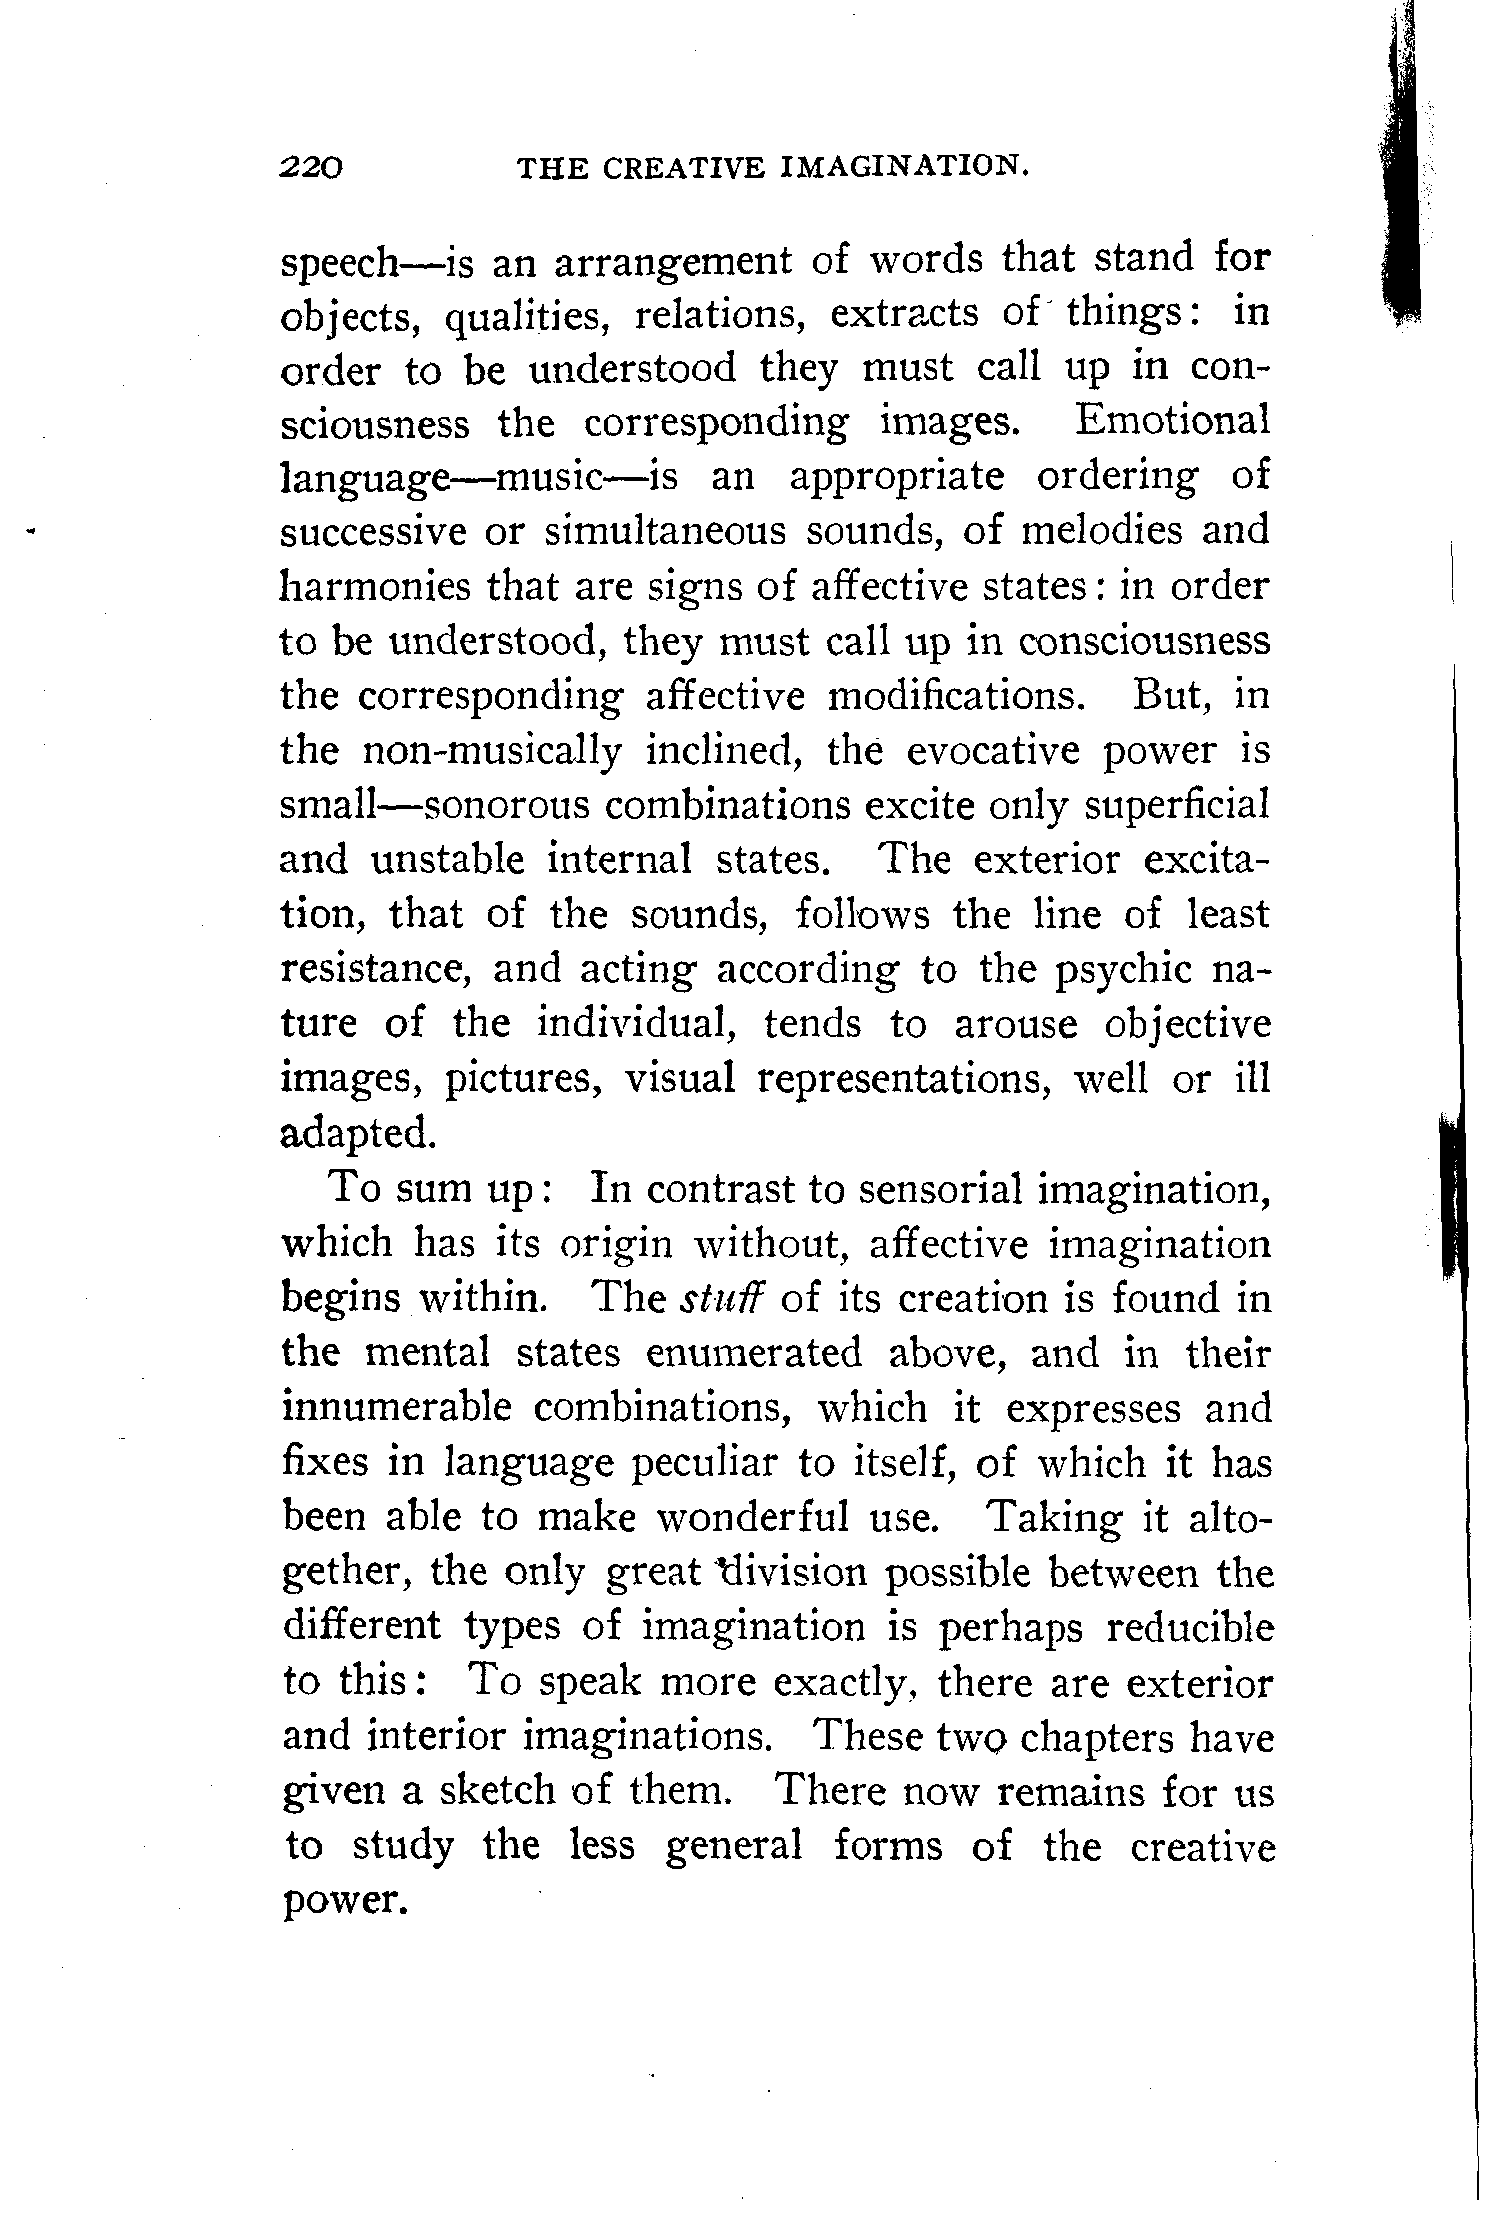 220 THE CREATIVE IMAGINATION.
speech—is an arrangement of words that stand for
objects, qualities, relations, extracts of things: in
order to be understood they must call up in con-
sciousness the corresponding images. Emotional
language—music—is an appropriate ordering of
successive or simultaneous sounds, of melodies and
harmonies that are signs of affective states: in order
to be understood, they must call up in consciousness
the corresponding affective modifications. But, in
the non-musically inclined, the evocative power is
small—sonorous combinations excite only superficial
and unstable internal states. The exterior excita-
tion, that of the sounds, follows the line of least
resistance, and acting according to the psychic na-
ture of the individual, tends to arouse objective
images, pictures, visual representations, well or ill
adapted.
To sum up: In contrast to sensorial imagination,
which has its origin without, affective imagination
begins within. The stuff of its creation is found in
the mental states enumerated above, and in their
innumerable combinations, which it expresses and
fixes in language peculiar to itself, of which it has
been able to make wonderful use. Taking it alto-
gether, the only great division possible between the
different types of imagination is perhaps reducible
to this: To speak more exactly, there are exterior
and interior imaginations. These two chapters have
given a sketch of them. There now remains for us
to study the less general forms of the creative
power.